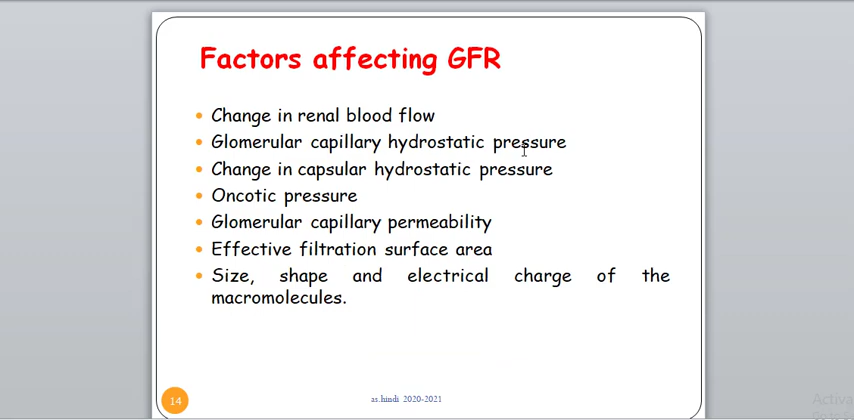 Factors affecting GFR
Change in renal blood flow
Glomerular capillary hydrostatic pressure
Change in capsular hydrostatic pressure
Oncotic pressure
Glomerular capillary permeability
Effective filtration surface area
Size, shape and electrical charge of the
macromolecules.
14
as.hindi 2020-2021